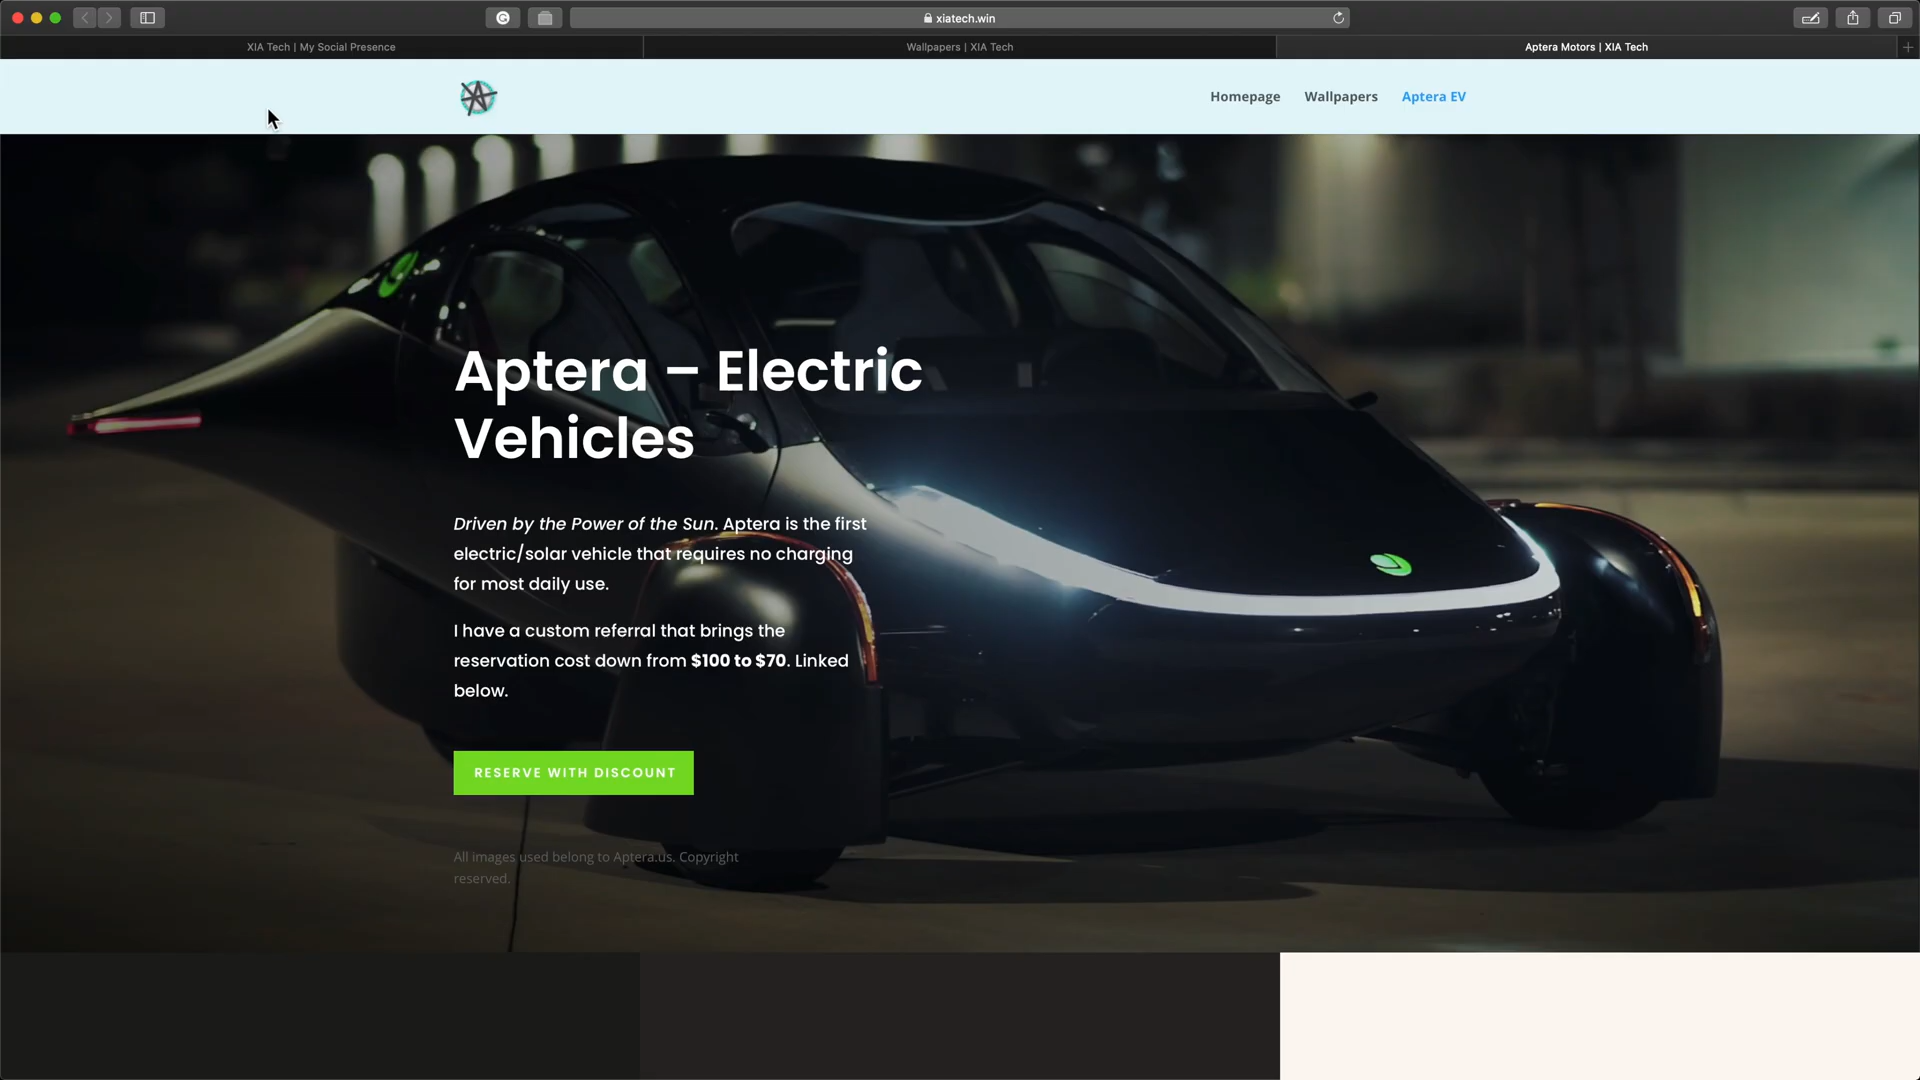 xiatech.win
XIA Tech | My Social Presence
Wallpapers | XIA Tech
Aptera Motors | XIA Tech
Homepage
Wallpapers
Aptera EV
Aptera – Electric
Vehicles
Driven by the Power of the Sun. Aptera is the first
electric/solar vehicle that requires no charging
for most daily use.
I have a custom referral that brings the
reservation cost down from $100 to $70. Linked
below.
RESERVE WITH DISCOUNT
All images used belong to Aptera.us. Copyright
reserved.